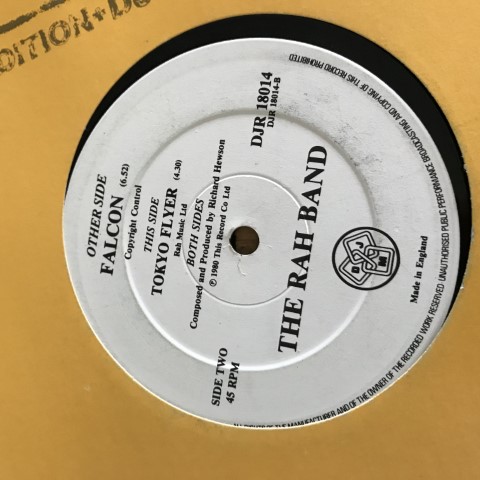 DITION + D
OTHER SIDE
FALCON (6.52)
Copyright Control
THIS SIDE
TOKYO FLYER (4.30)
Rah Music Ltd
BOTH SIDES
Composed and Produced by Richard Hewson
℗ 1980 This Record Co Ltd
DJR 18014
DJR 18014-B
SIDE TWO
45 RPM
THE RAH BAND
DJM
Made in England
OF THE MANUFACTURER AND OF THE OWNER OF THE RECORDED WORK RESERVED UNAUTHORISED PUBLIC PERFORMANCE BROADCASTING AND COPYING OF THIS RECORD PROHIBITED